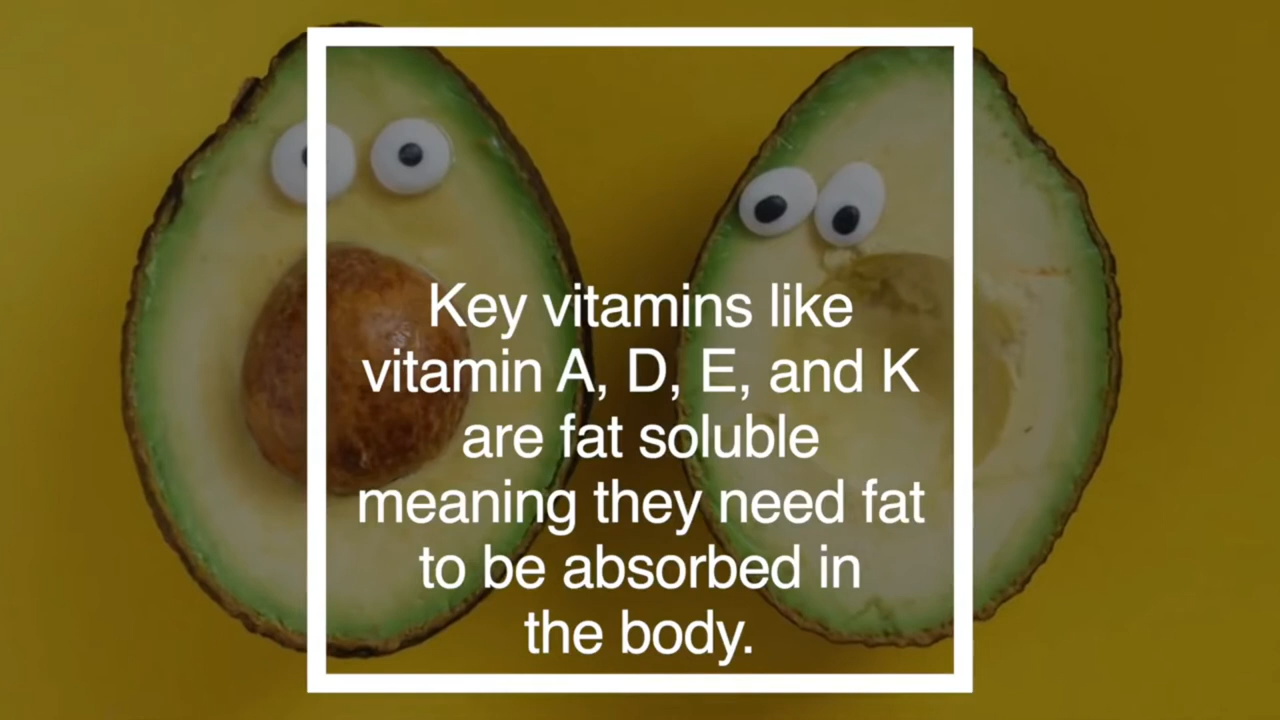 Key vitamins like
vitamin A, D, E, and K
are fat soluble
meaning they need fat
to be absorbed in
the body.